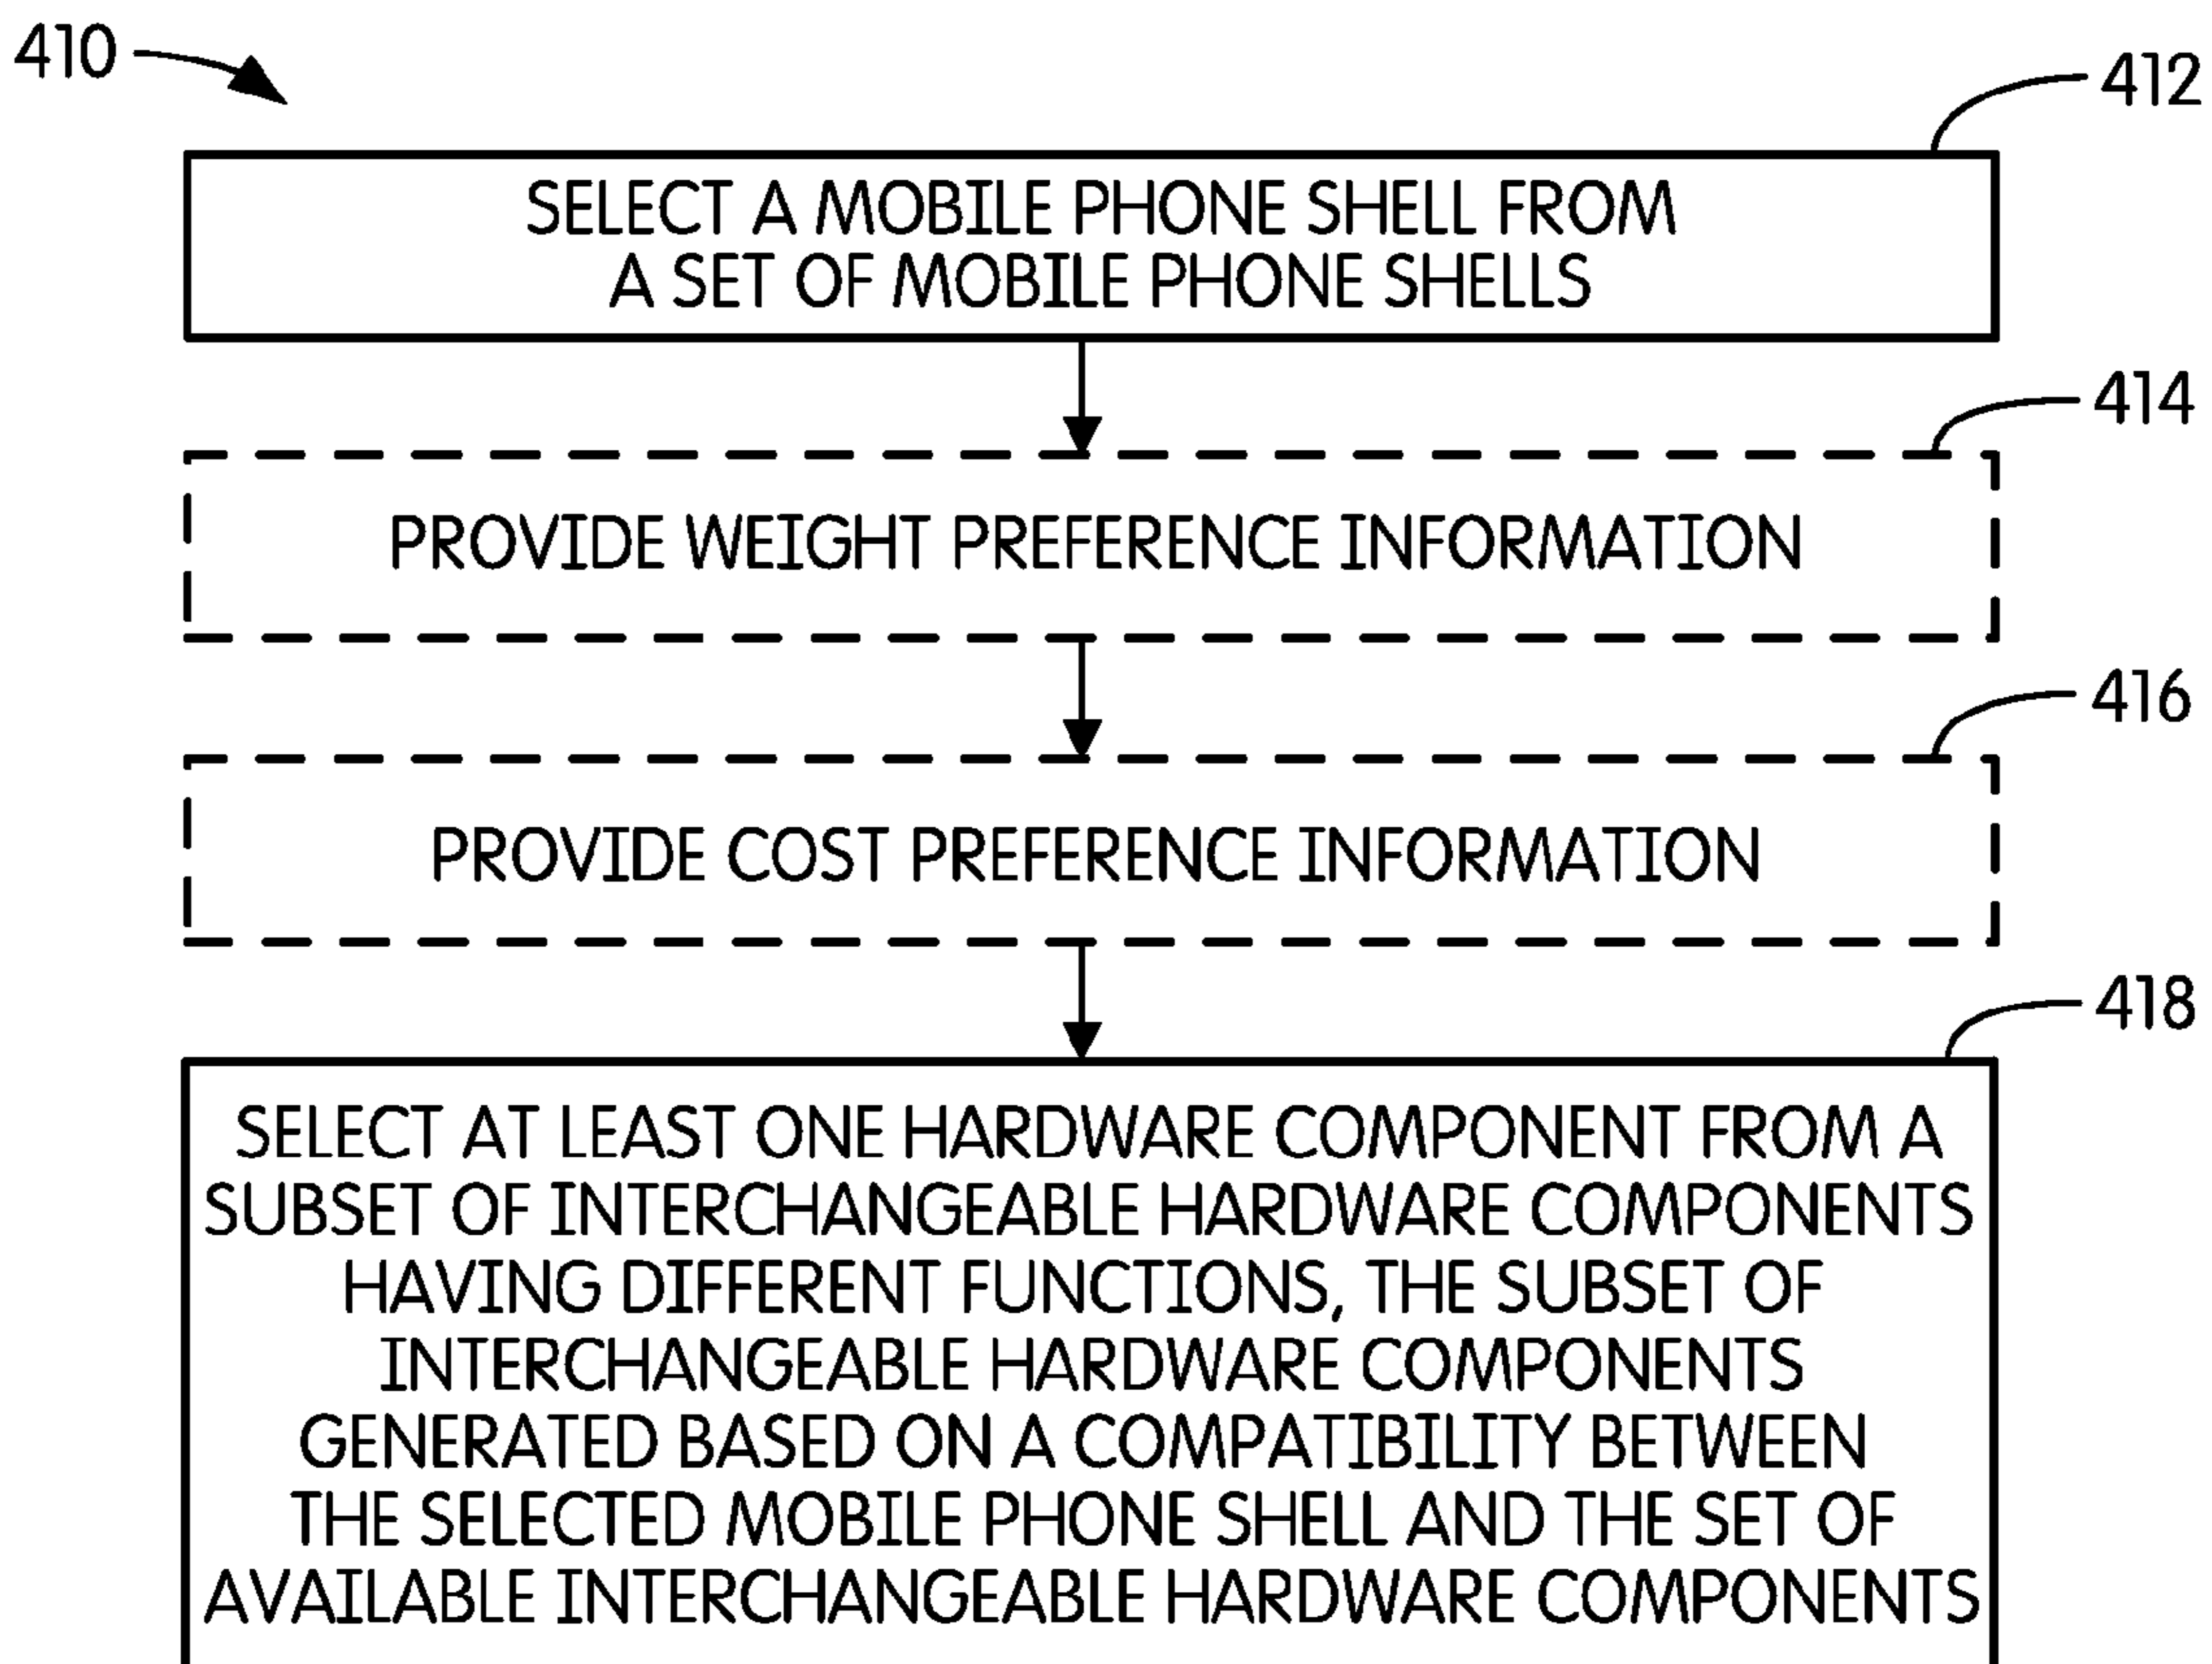 410
412
SELECT A MOBILE PHONE SHELL FROM
A SET OF MOBILE PHONE SHELLS
414
PROVIDE WEIGHT PREFERENCE INFORMATION
416
PROVIDE COST PREFERENCE INFORMATION
418
SELECT AT LEAST ONE HARDWARE COMPONENT FROM A
SUBSET OF INTERCHANGEABLE HARDWARE COMPONENTS
HAVING DIFFERENT FUNCTIONS, THE SUBSET OF
INTERCHANGEABLE HARDWARE COMPONENTS
GENERATED BASED ON A COMPATIBILITY BETWEEN
THE SELECTED MOBILE PHONE SHELL AND THE SET OF
AVAILABLE INTERCHANGEABLE HARDWARE COMPONENTS